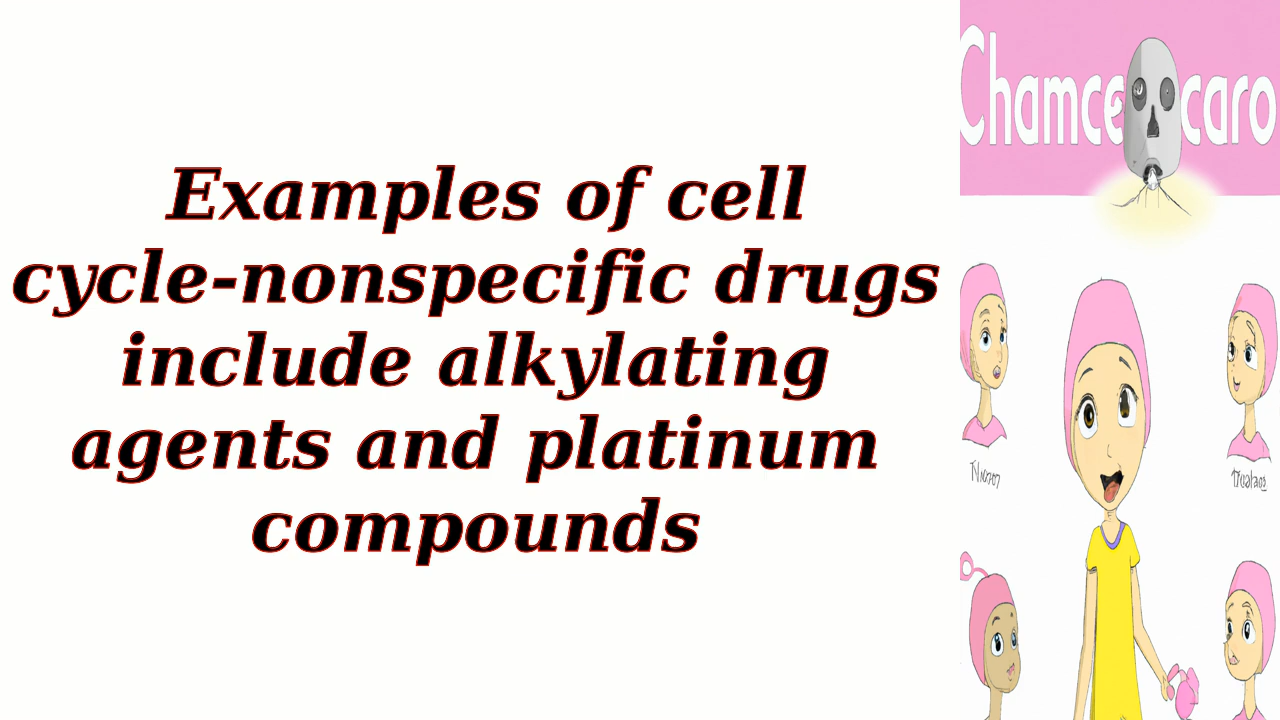 Examples of cell
cycle-nonspecific drugs
include alkylating
agents and platinum
compounds
Chamce caro